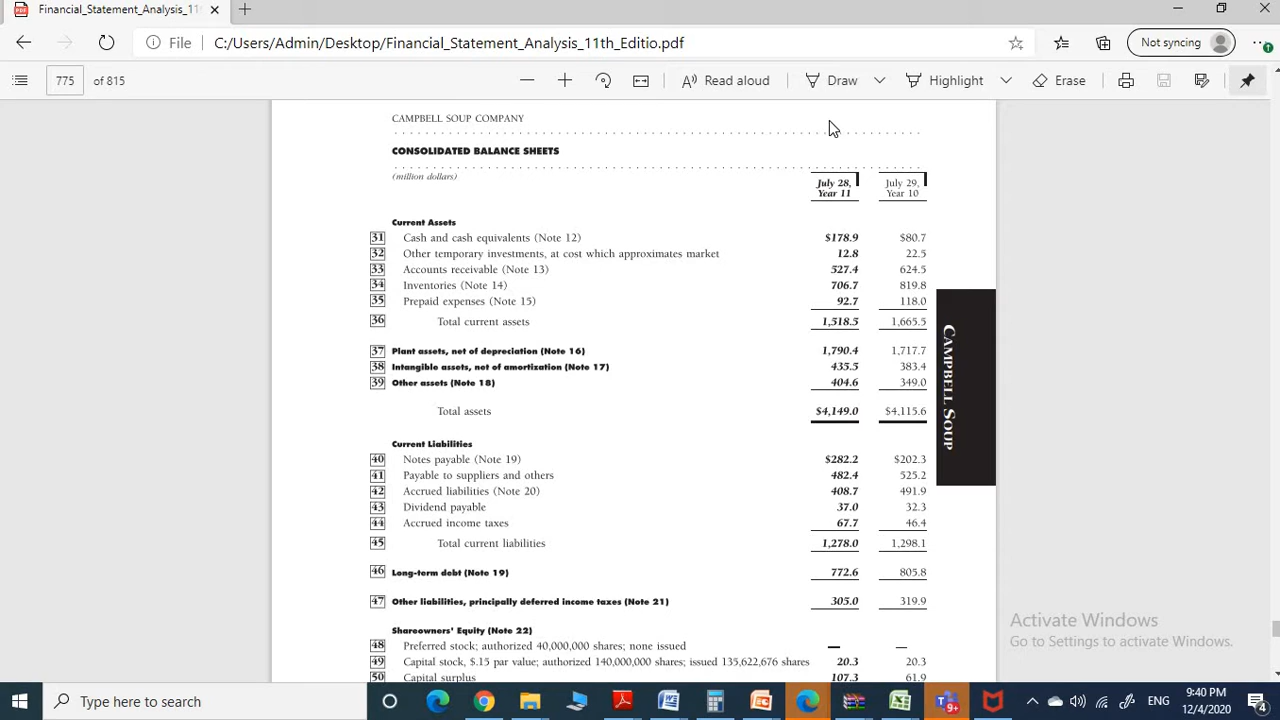 Financial_Statement_Analysis_11th
File C:/Users/Admin/Desktop/Financial_Statement_Analysis_11th_Editio.pdf Not syncing
775 of 815 Read aloud Draw Highlight Erase
CAMPBELL SOUP COMPANY
CONSOLIDATED BALANCE SHEETS
(million dollars)
July 28, July 29,
Year 11 Year 10
Current Assets
31 Cash and cash equivalents (Note 12) $178.9 $80.7
32 Other temporary investments, at cost which approximates market 12.8 22.5
33 Accounts receivable (Note 13) 527.4 624.5
34 Inventories (Note 14) 706.7 819.8
35 Prepaid expenses (Note 15) 92.7 118.0
36 Total current assets 1,518.5 1,665.5
37 Plant assets, net of depreciation (Note 16) 1,790.4 1,717.7
38 Intangible assets, net of amortization (Note 17) 435.5 383.4
39 Other assets (Note 18) 404.6 349.0
Total assets $4,149.0 $4,115.6
Current Liabilities
40 Notes payable (Note 19) $282.2 $202.3
41 Payable to suppliers and others 482.4 525.2
42 Accrued liabilities (Note 20) 408.7 491.9
43 Dividend payable 37.0 32.3
44 Accrued income taxes 67.7 46.4
45 Total current liabilities 1,278.0 1,298.1
46 Long-term debt (Note 19) 772.6 805.8
47 Other liabilities, principally deferred income taxes (Note 21) 305.0 319.9
Shareowners' Equity (Note 22)
48 Preferred stock; authorized 40,000,000 shares; none issued — —
49 Capital stock, $.15 par value; authorized 140,000,000 shares; issued 135,622,676 shares 20.3 20.3
50 Capital surplus 107.3 61.9
CAMPBELL SOUP
Activate Windows
Go to Settings to activate Windows.
Type here to search
9+
ENG
9:40 PM
12/4/2020
4